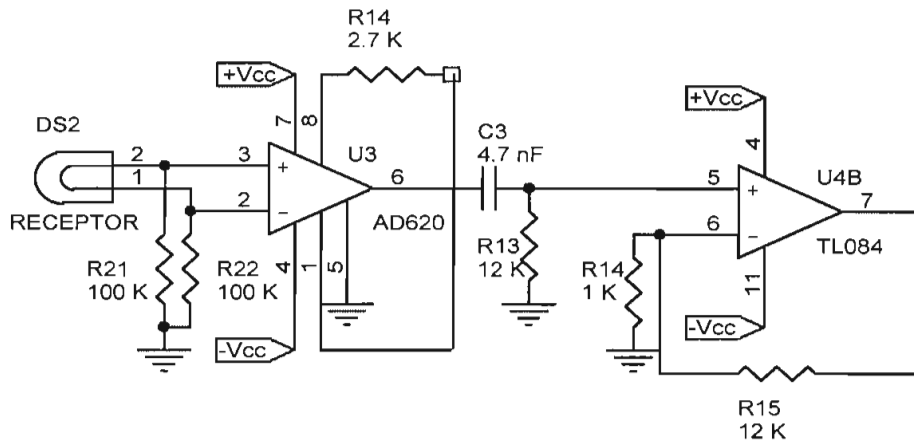 R14
2.7 K
+Vcc
+Vcc
DS2
7
8
C3
4.7 nF
4
2
3
+
U3
6
5
+
U4B
7
1
2
-
AD620
6
-
TL084
RECEPTOR
R21
100 K
R22
100 K
4
1
5
R13
12 K
R14
1 K
11
-Vcc
-Vcc
R15
12 K